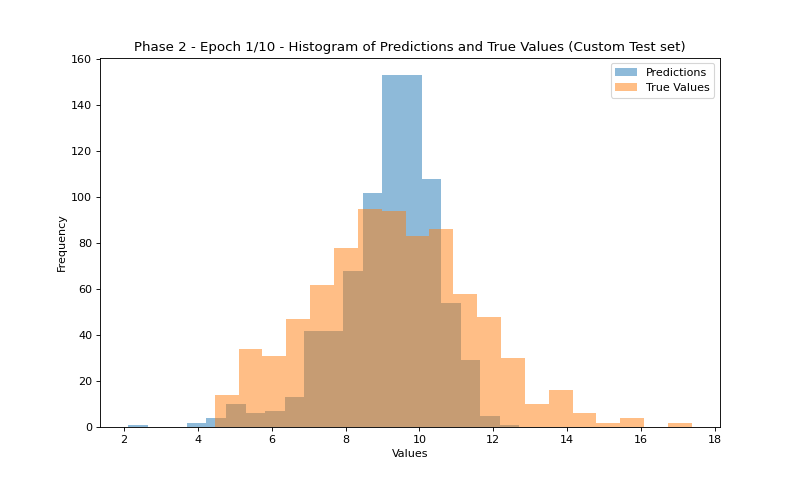 Phase 2 - Epoch 1/10 - Histogram of Predictions and True Values (Custom Test set)
Predictions
True Values
160
140
120
100
80
60
40
20
0
Frequency
2 4 6 8 10 12 14 16 18
Values